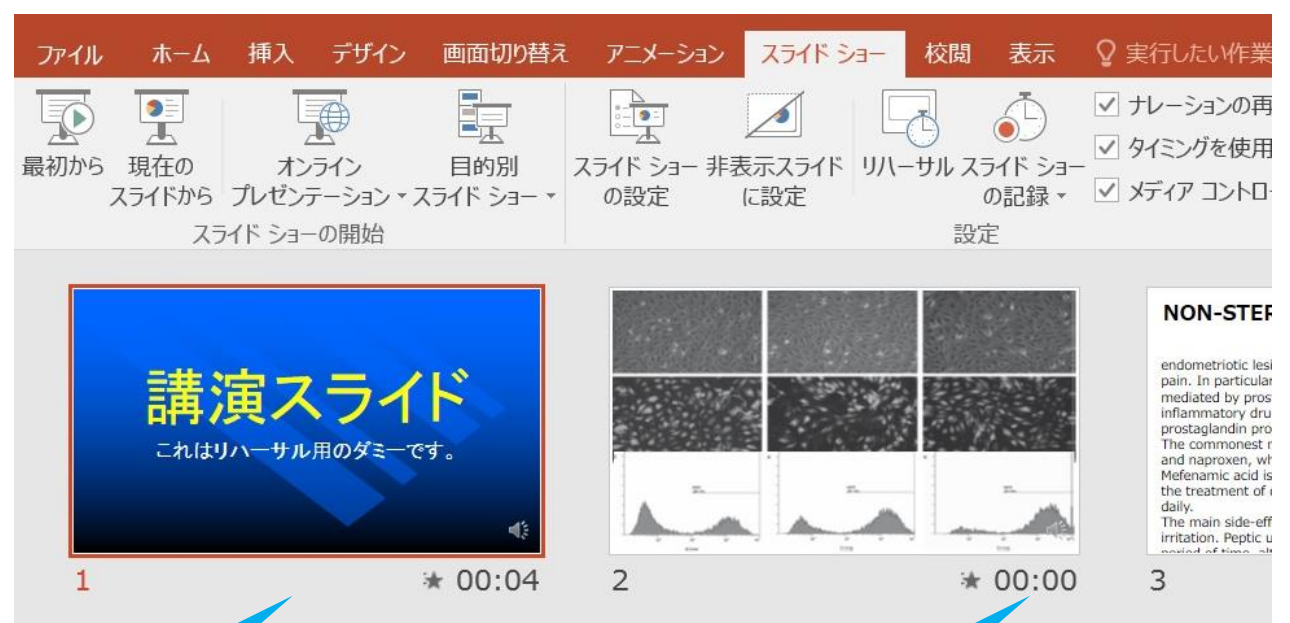 ファイル ホーム 挿入 デザイン 画面切り替え アニメーション スライド ショー 校閲 表示 実行したい作業
最初から 現在の スライドから オンライン プレゼンテーション 目的別 スライド ショー スライド ショー の設定 非表示スライド に設定 リハーサル スライド ショー の記録
ナレーションの再
タイミングを使用
メディア コントロー
スライド ショーの開始 設定
講演スライド
これはリハーサル用のダミーです。
1 00:04
2 00:00
NON-STER
endometriotic lesi
pain. In particular
mediated by pros
inflammatory dru
prostaglandin pro
The commonest r
and naproxen, wh
Mefenamic acid is
the treatment of
daily.
The main side-eff
irritation. Peptic u
3